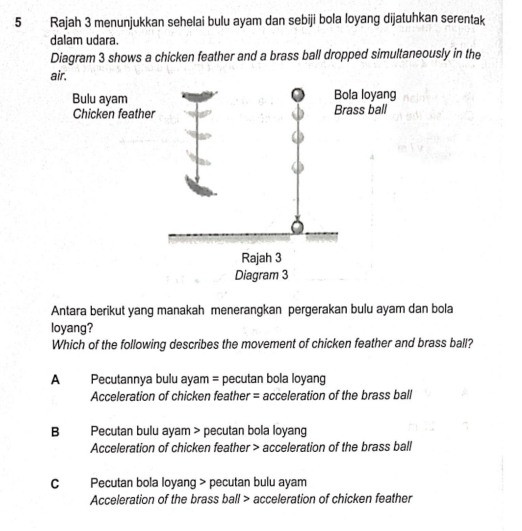 5 Rajah 3 menunjukkan sehelai bulu ayam dan sebiji bola loyang dijatuhkan serentak
dalam udara.
Diagram 3 shows a chicken feather and a brass ball dropped simultaneously in the
air.
Bulu ayam
Chicken feather
Bola loyang
Brass ball
Rajah 3
Diagram 3
Antara berikut yang manakah menerangkan pergerakan bulu ayam dan bola
loyang?
Which of the following describes the movement of chicken feather and brass ball?
A Pecutannya bulu ayam = pecutan bola loyang
Acceleration of chicken feather = acceleration of the brass ball
B Pecutan bulu ayam > pecutan bola loyang
Acceleration of chicken feather > acceleration of the brass ball
C Pecutan bola loyang > pecutan bulu ayam
Acceleration of the brass ball > acceleration of chicken feather